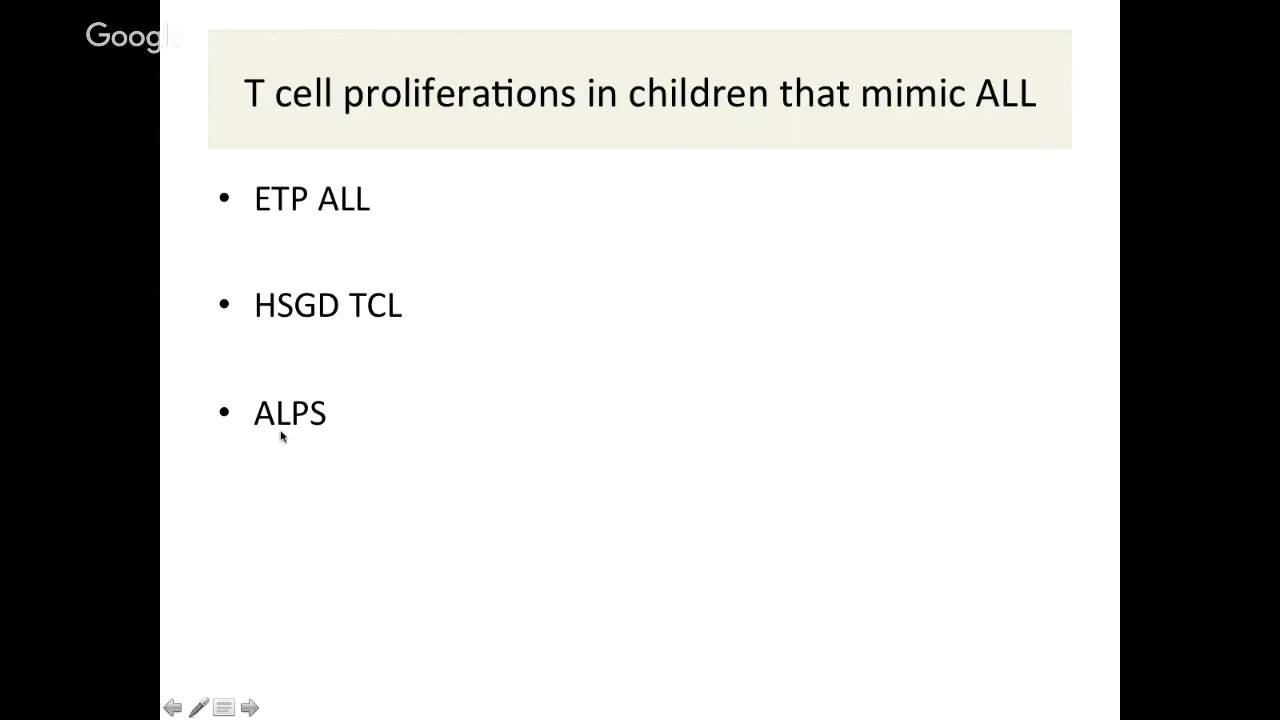 Google
T cell proliferations in children that mimic ALL
• ETP ALL
• HSGD TCL
• ALPS